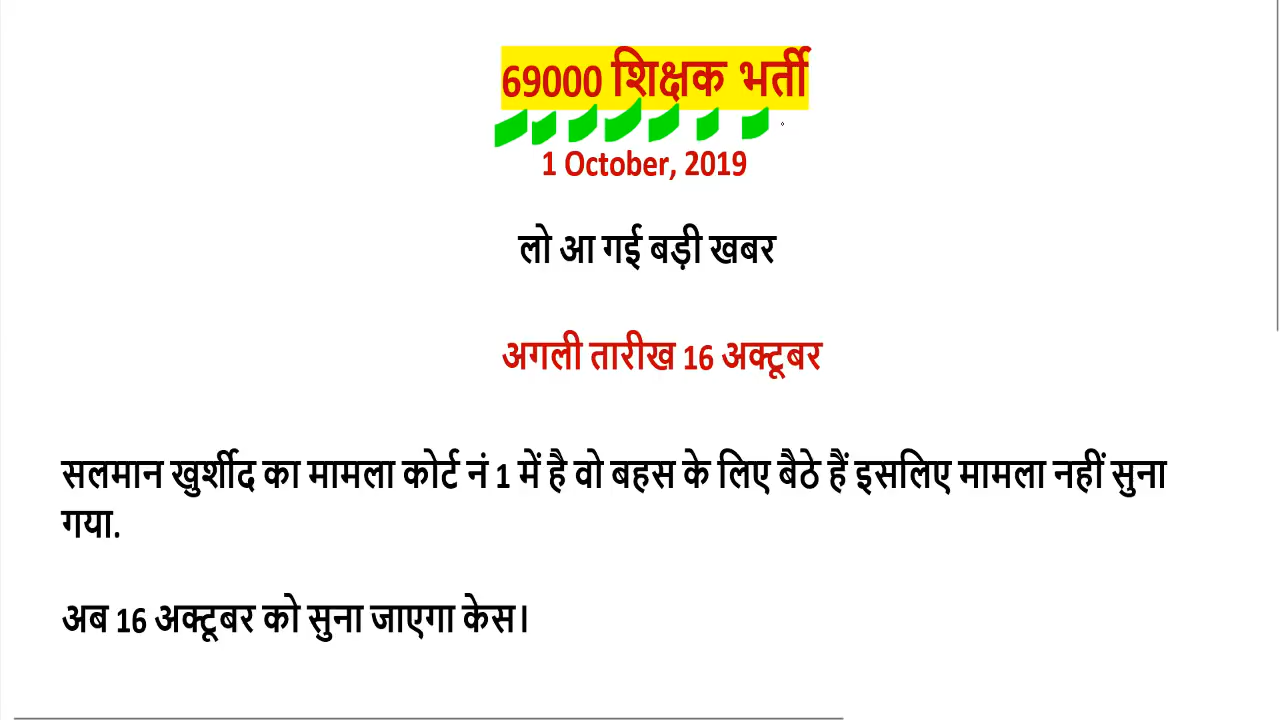 69000 शिक्षक भर्ती
1 October, 2019
लो आ गई बड़ी खबर
अगली तारीख 16 अक्टूबर
सलमान खुर्शीद का मामला कोर्ट नं 1 में है वो बहस के लिए बैठे हैं इसलिए मामला नहीं सुना
गया.
अब 16 अक्टूबर को सुना जाएगा केस।